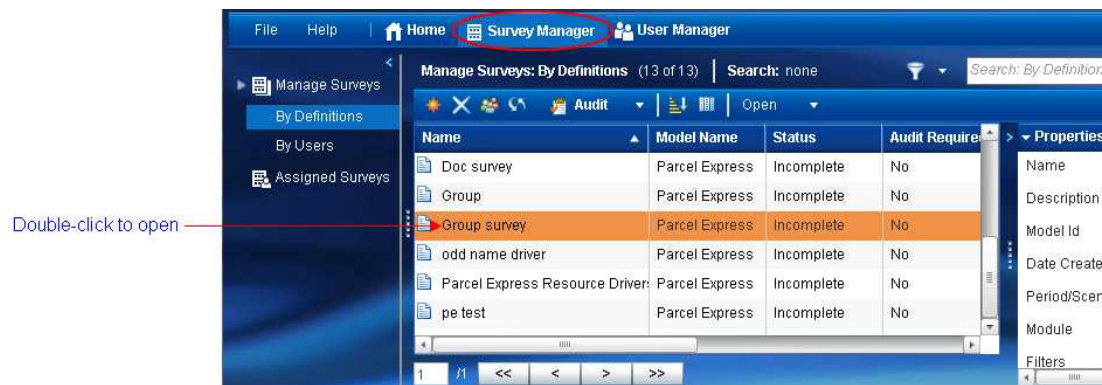 File Help Home Survey Manager User Manager
Manage Surveys: By Definitions (13 of 13) Search: none Search: By Definition
Manage Surveys
By Definitions
By Users
Assigned Surveys
Audit Open
Name Model Name Status Audit Require Properties
Doc survey Parcel Express Incomplete No Name
Group Parcel Express Incomplete No Description
Double-click to open
Group survey Parcel Express Incomplete No Model Id
odd name driver Parcel Express Incomplete No Date Create
Parcel Express Resource Driver Parcel Express Incomplete No Period/Scen
pe test Parcel Express Incomplete No Module
Filters
1 /1 << < > >>